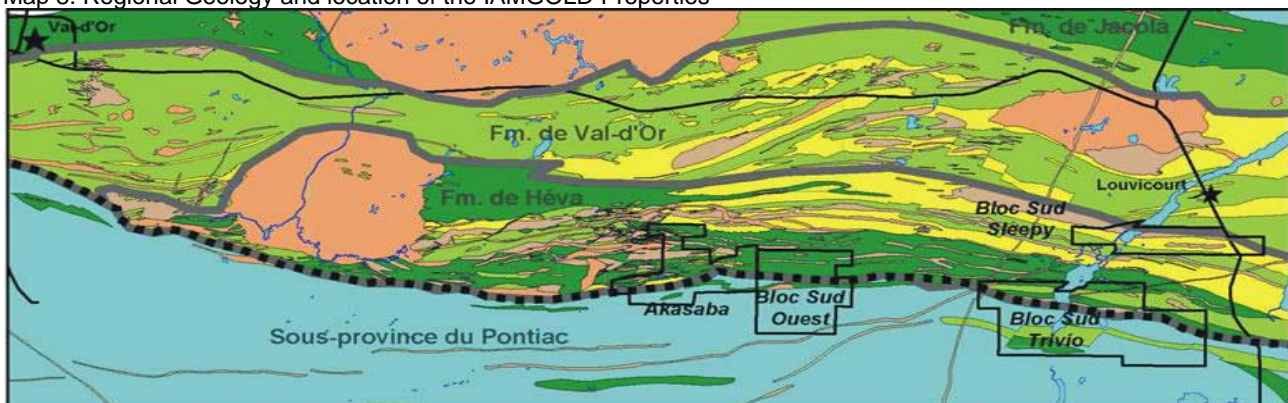 Map 3: Regional Geology and location of the IAMGOLD Properties
Val-d'Or
Fm. de Jacola
Fm. de Val-d'Or
Louvicourt
Fm. de Héva
Bloc Sud
Sleepy
Akasaba
Bloc Sud
Ouest
Bloc Sud
Trivio
Sous-province du Pontiac